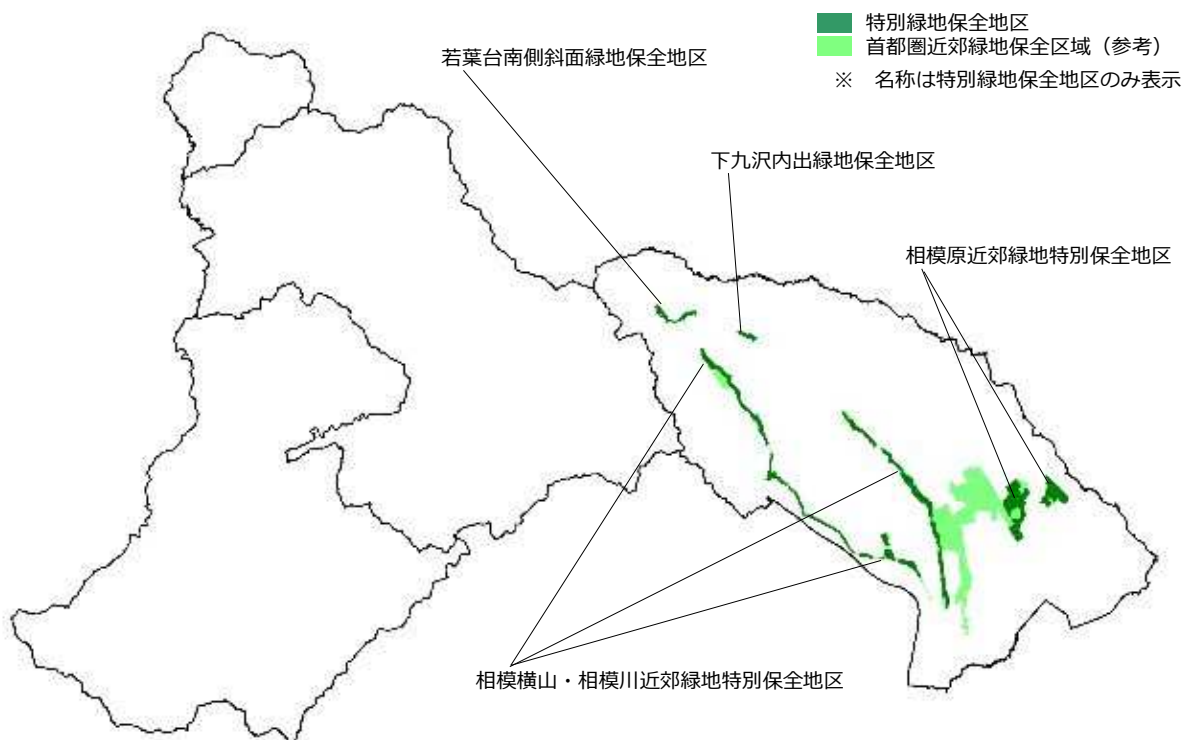 特別緑地保全地区
首都圏近郊緑地保全区域（参考）
※　名称は特別緑地保全地区のみ表示
若葉台南側斜面緑地保全地区
下九沢内出緑地保全地区
相模原近郊緑地特別保全地区
相模横山・相模川近郊緑地特別保全地区